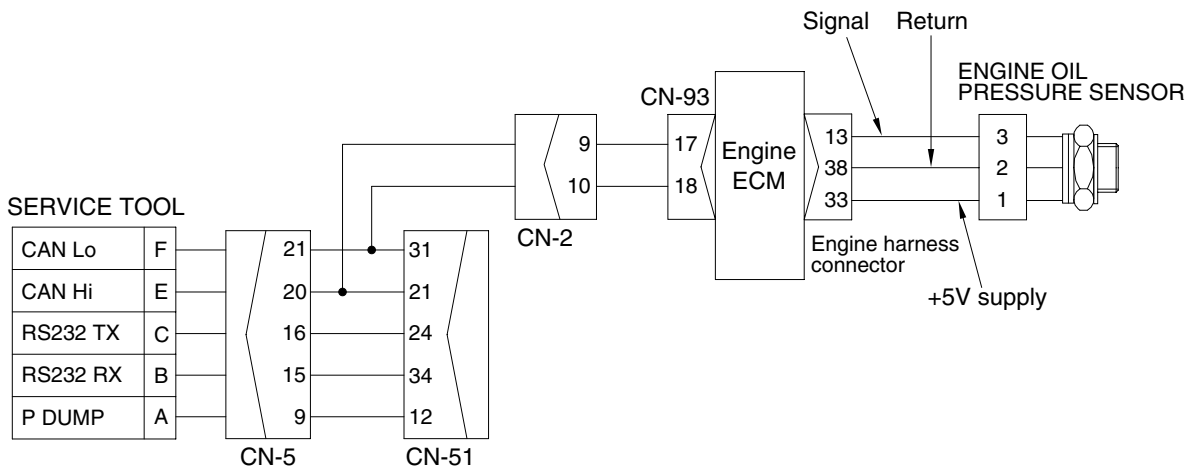 Signal Return
ENGINE OIL
PRESSURE SENSOR
CN-93
9 17 Engine 13 3
10 18 ECM 38 2
33 1
CN-2
Engine harness
connector
+5V supply
SERVICE TOOL
CAN Lo F 21 31
CAN Hi E 20 21
RS232 TX C 16 24
RS232 RX B 15 34
P DUMP A 9 12
CN-5 CN-51